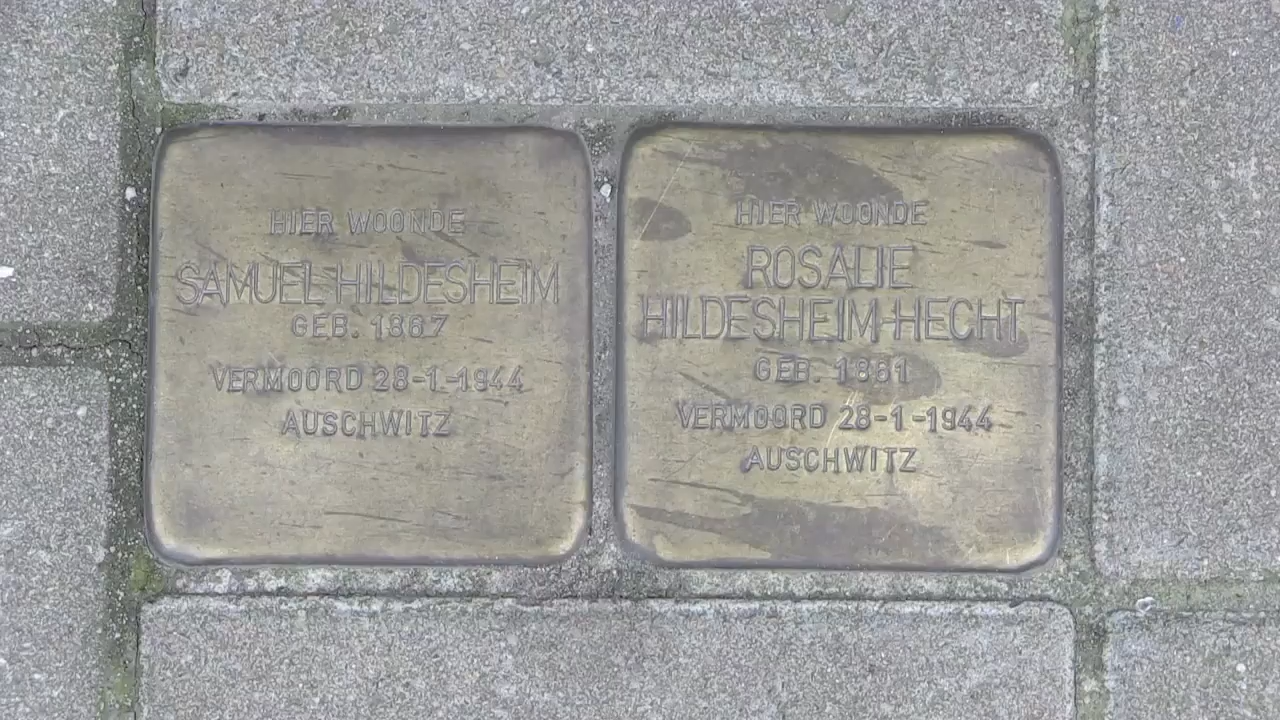 HIER WOONDE
SAMUEL HILDESHEIM
GEB. 1867
VERMOORD 28-1-1944
AUSCHWITZ
HIER WOONDE
ROSALIE
HILDESHEIM-HECHT
GEB. 1861
VERMOORD 28-1-1944
AUSCHWITZ